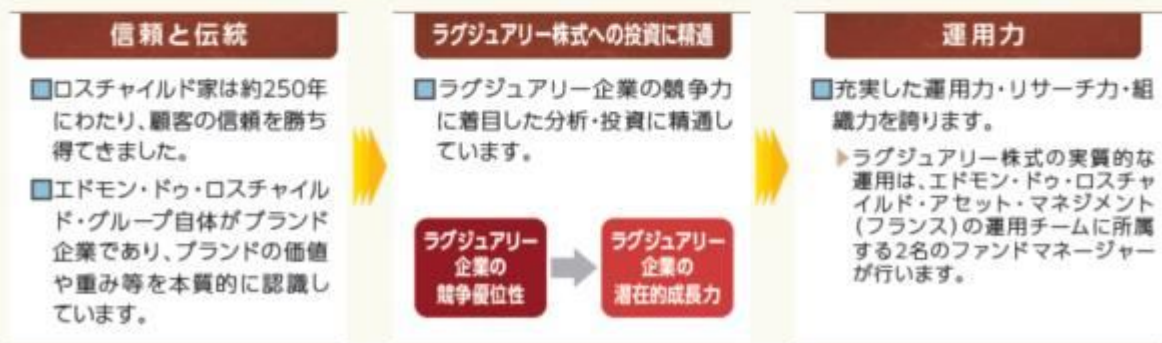 信頼と伝統
■ロスチャイルド家は約250年
にわたり、顧客の信頼を勝ち
得てきました。
■エドモン・ドゥ・ロスチャイル
ド・グループ自体がブランド
企業であり、ブランドの価値
や重み等を本質的に認識し
ています。
ラグジュアリー株式への投資に精通
■ラグジュアリー企業の競争力
に着目した分析・投資に精通し
ています。
ラグジュアリー
企業の
競争優位性
ラグジュアリー
企業の
潜在的成長力
運用力
■充実した運用力・リサーチ力・組
織力を誇ります。
▶ラグジュアリー株式の実質的な
運用は、エドモン・ドゥ・ロスチャ
イルド・アセット・マネジメント
(フランス)の運用チームに所属
する2名のファンドマネージャー
が行います。